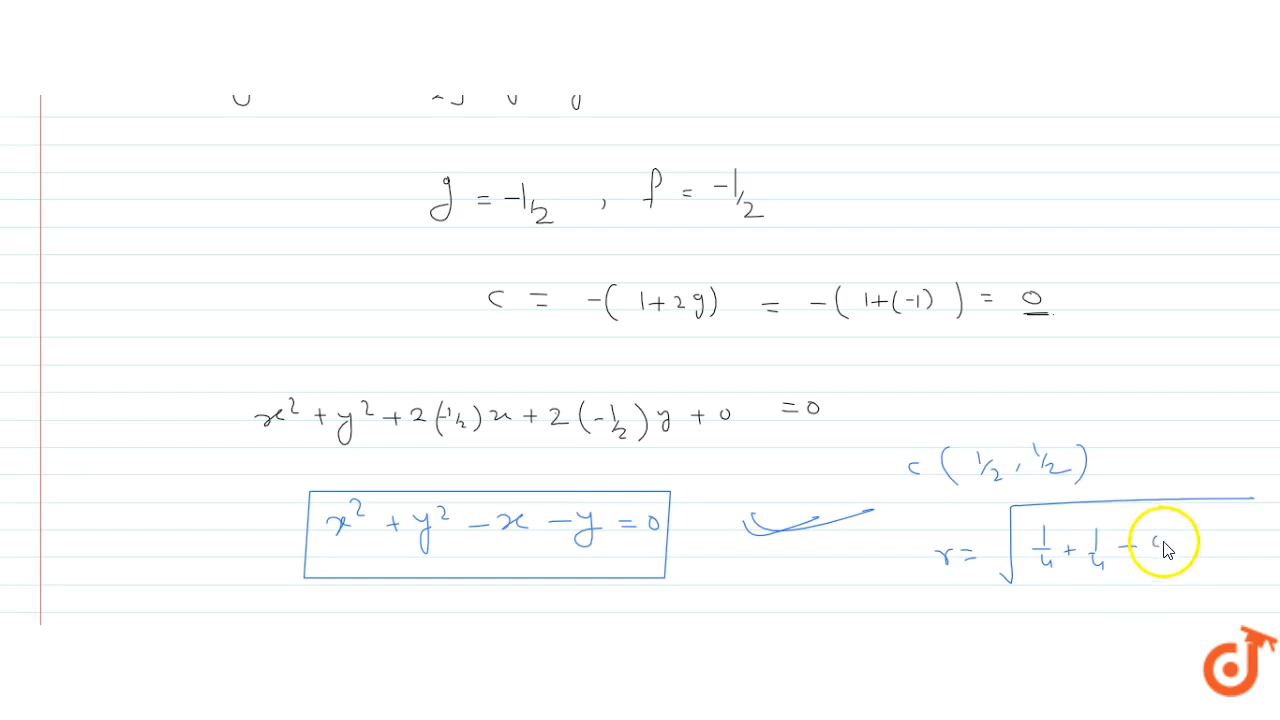 g = -1/2 , f = -1/2
c = -( 1+2g) = -( 1+(-1) ) = 0
x² + y² + 2(-1/2)x + 2(-1/2)y + 0 = 0
c ( 1/2 , 1/2 )
x² + y² - x - y = 0
r = √ 1/4 + 1/4 -